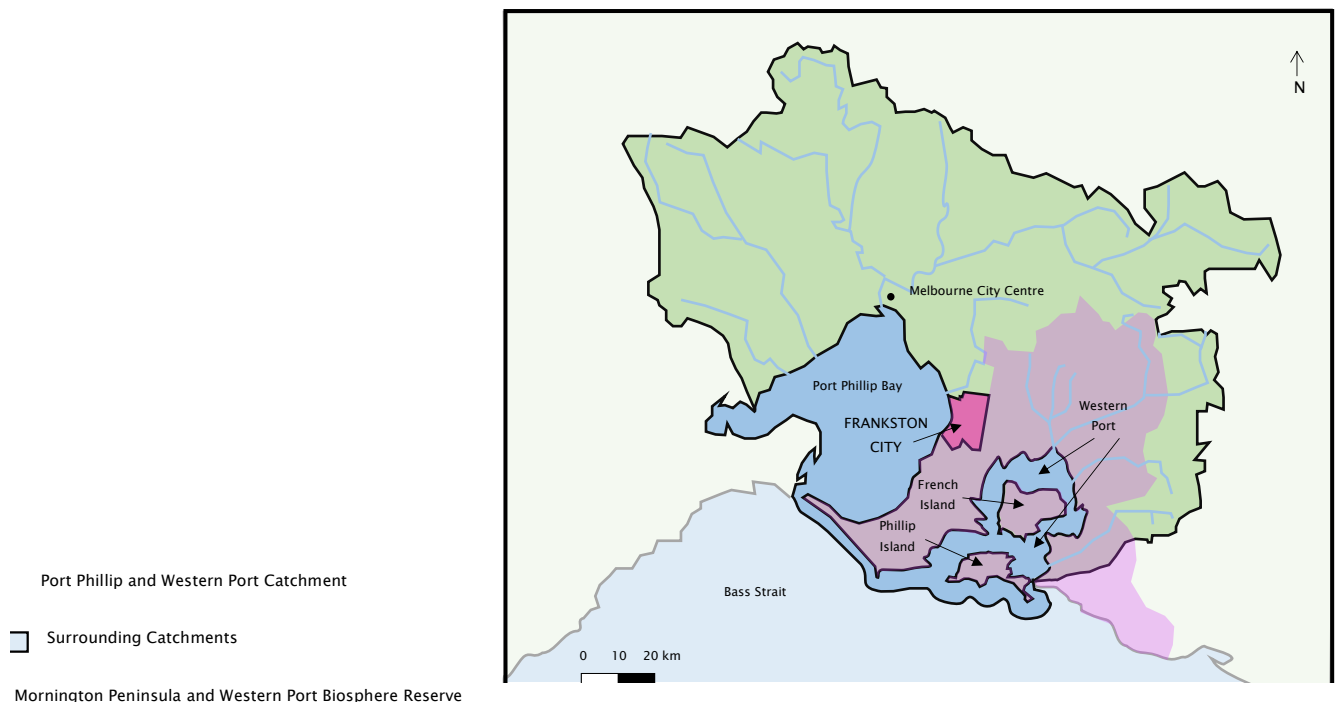 N
Melbourne City Centre
Port Phillip Bay
Western
Port
FRANKSTON
CITY
French
Island
Phillip
Island
Port Phillip and Western Port Catchment
Bass Strait
Surrounding Catchments
0 10 20 km
Mornington Peninsula and Western Port Biosphere Reserve